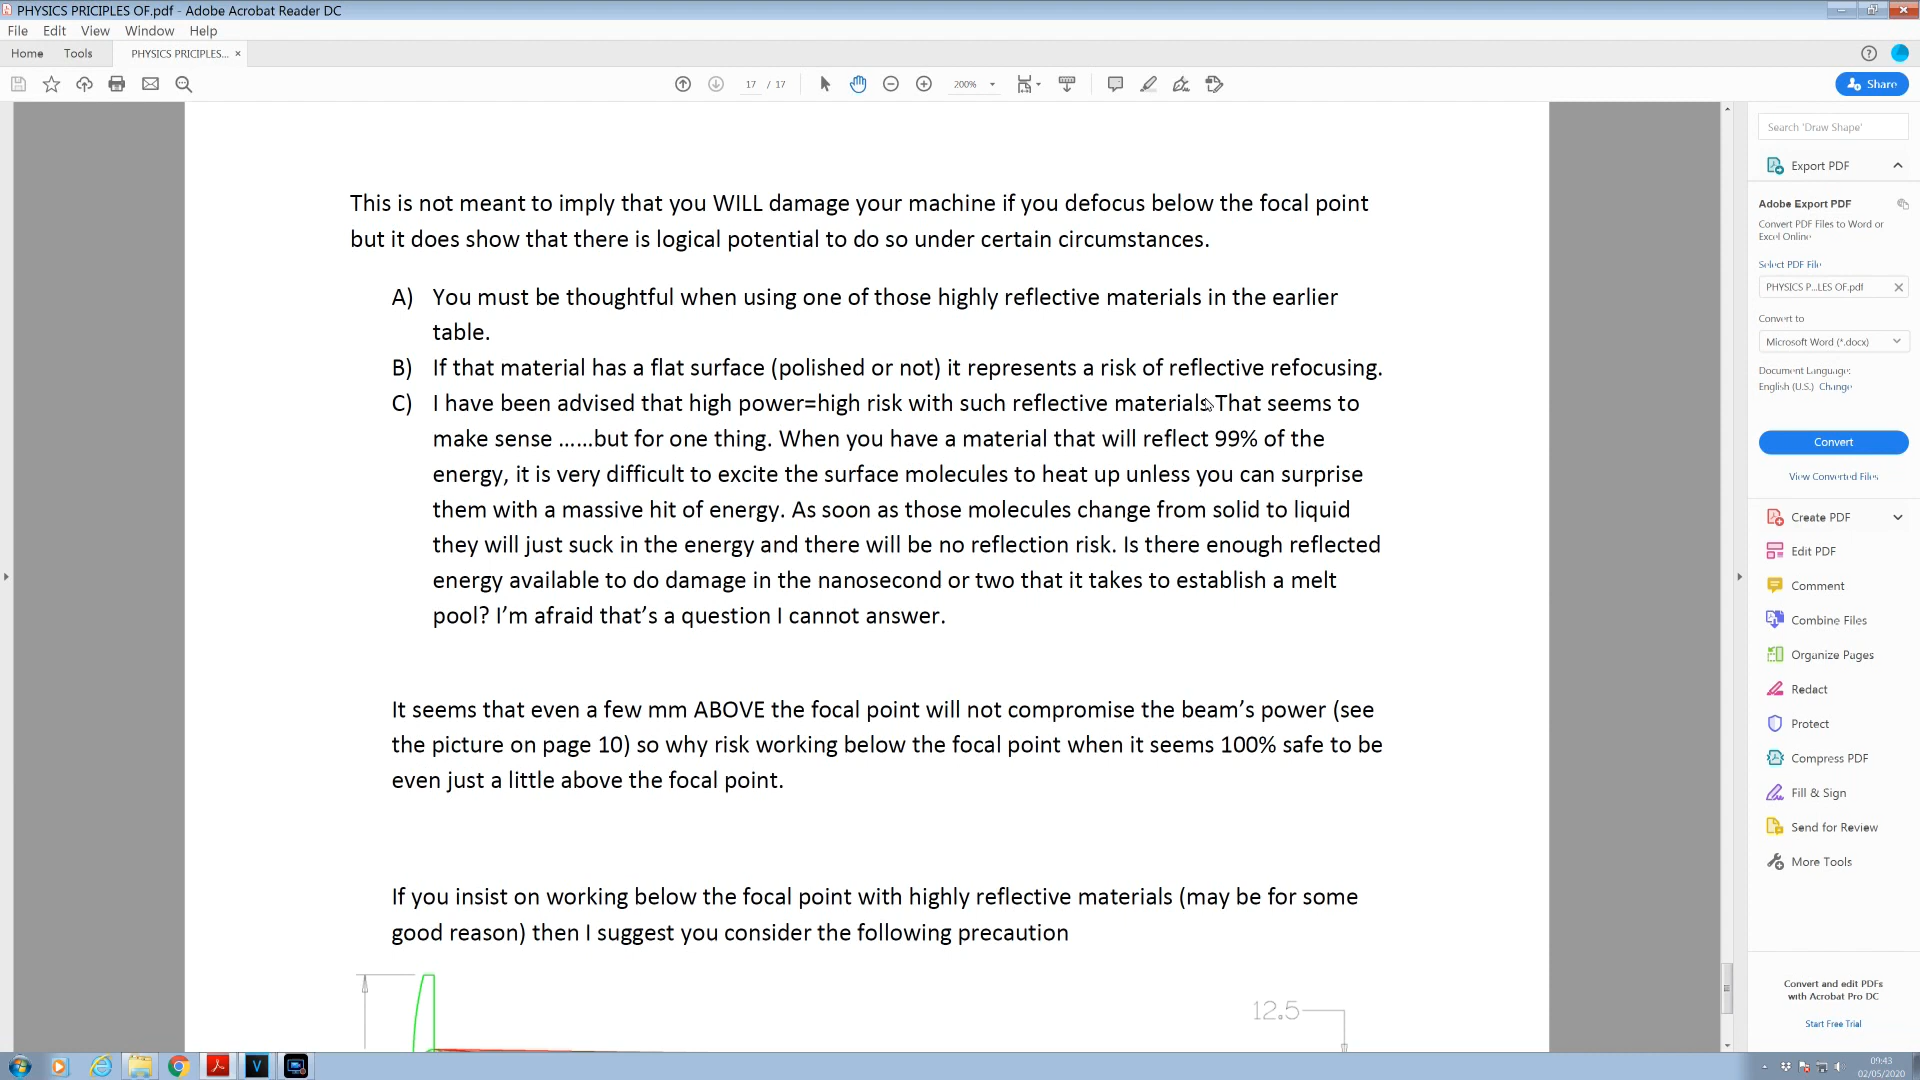 PHYSICS PRICIPLES OF.pdf - Adobe Acrobat Reader DC
File Edit View Window Help
Home Tools PHYSICS PRICIPLES... ×
17 / 17 200%
Share
This is not meant to imply that you WILL damage your machine if you defocus below the focal point
but it does show that there is logical potential to do so under certain circumstances.
A) You must be thoughtful when using one of those highly reflective materials in the earlier
table.
B) If that material has a flat surface (polished or not) it represents a risk of reflective refocusing.
C) I have been advised that high power=high risk with such reflective materials.That seems to
make sense ......but for one thing. When you have a material that will reflect 99% of the
energy, it is very difficult to excite the surface molecules to heat up unless you can surprise
them with a massive hit of energy. As soon as those molecules change from solid to liquid
they will just suck in the energy and there will be no reflection risk. Is there enough reflected
energy available to do damage in the nanosecond or two that it takes to establish a melt
pool? I'm afraid that's a question I cannot answer.
It seems that even a few mm ABOVE the focal point will not compromise the beam's power (see
the picture on page 10) so why risk working below the focal point when it seems 100% safe to be
even just a little above the focal point.
If you insist on working below the focal point with highly reflective materials (may be for some
good reason) then I suggest you consider the following precaution
12.5
Search 'Draw Shape'
Export PDF
Adobe Export PDF
Convert PDF Files to Word or
Excel Online
Select PDF File
PHYSICS P...LES OF.pdf
Convert to
Microsoft Word (*.docx)
Document Language:
English (U.S.) Change
Convert
View Converted Files
Create PDF
Edit PDF
Comment
Combine Files
Organize Pages
Redact
Protect
Compress PDF
Fill & Sign
Send for Review
More Tools
Convert and edit PDFs
with Acrobat Pro DC
Start Free Trial
09:43
02/05/2020